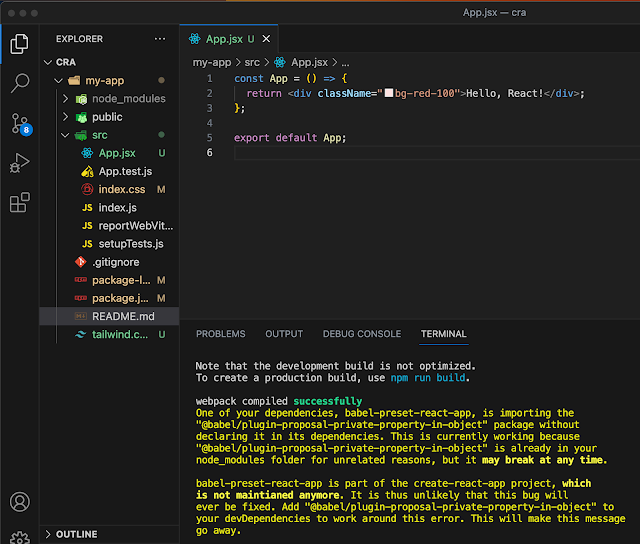 App.jsx — cra
EXPLORER
CRA
my-app
node_modules
public
src
App.jsx U
App.test.js
index.css M
index.js
reportWebVit...
setupTests.js
.gitignore
package-l... M
package.j... M
README.md
tailwind.c... U
OUTLINE
8
App.jsx U
my-app > src > App.jsx > ...
1 const App = () => {
2 return <div className="bg-red-100">Hello, React!</div>;
3 };
4
5 export default App;
6
PROBLEMS OUTPUT DEBUG CONSOLE TERMINAL
Note that the development build is not optimized.
To create a production build, use npm run build.
webpack compiled successfully
One of your dependencies, babel-preset-react-app, is importing the
"@babel/plugin-proposal-private-property-in-object" package without
declaring it in its dependencies. This is currently working because
"@babel/plugin-proposal-private-property-in-object" is already in your
node_modules folder for unrelated reasons, but it may break at any time.
babel-preset-react-app is part of the create-react-app project, which
is not maintianed anymore. It is thus unlikely that this bug will
ever be fixed. Add "@babel/plugin-proposal-private-property-in-object" to
your devDependencies to work around this error. This will make this message
go away.